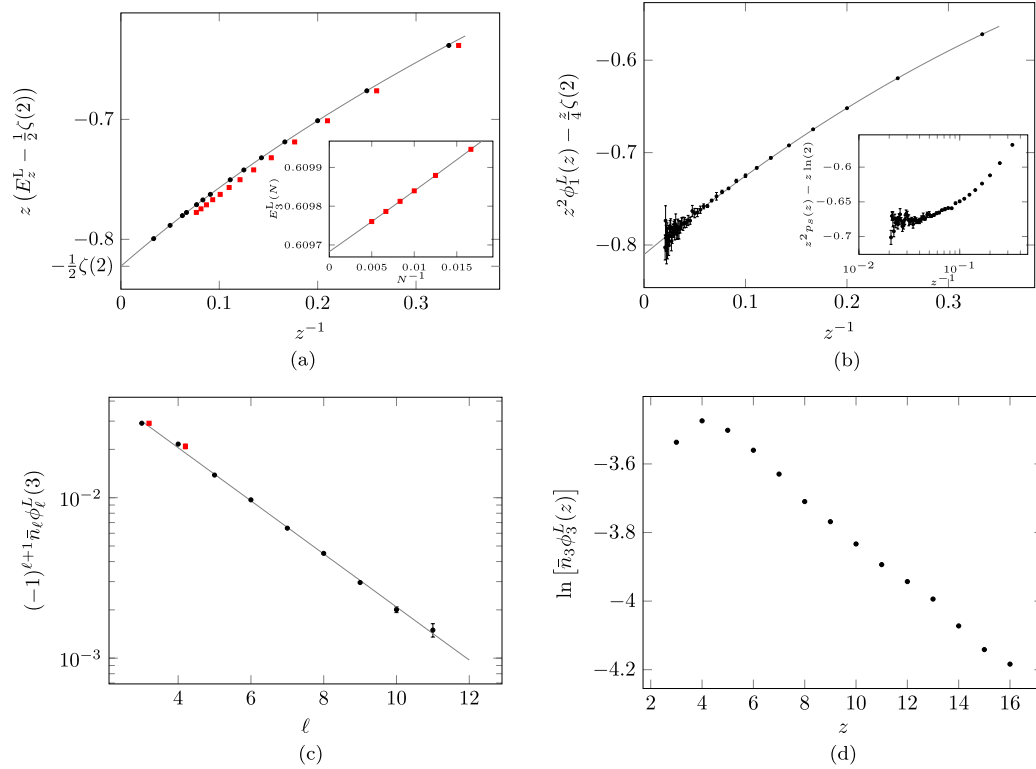 z (E_z^L − ½ζ(2))
−0.7
−0.8
−½ζ(2)
0
0.1
0.2
0.3
z⁻¹
E_3^L(N)
0.6099
0.6098
0.6097
0
0.005
0.01
0.015
N⁻¹
(a)
z²ϕ_1^L(z) − z/4 ζ(2)
−0.6
−0.7
−0.8
0
0.1
0.2
0.3
z⁻¹
z²p_S(z) − z ln(2)
−0.6
−0.65
−0.7
10⁻²
10⁻¹
z⁻¹
(b)
(−1)^{ℓ+1} n̄_ℓ ϕ_ℓ^L(3)
10⁻²
10⁻³
4
6
8
10
12
ℓ
(c)
ln [n̄_3 ϕ_3^L(z)]
−3.6
−3.8
−4
−4.2
2
4
6
8
10
12
14
16
z
(d)